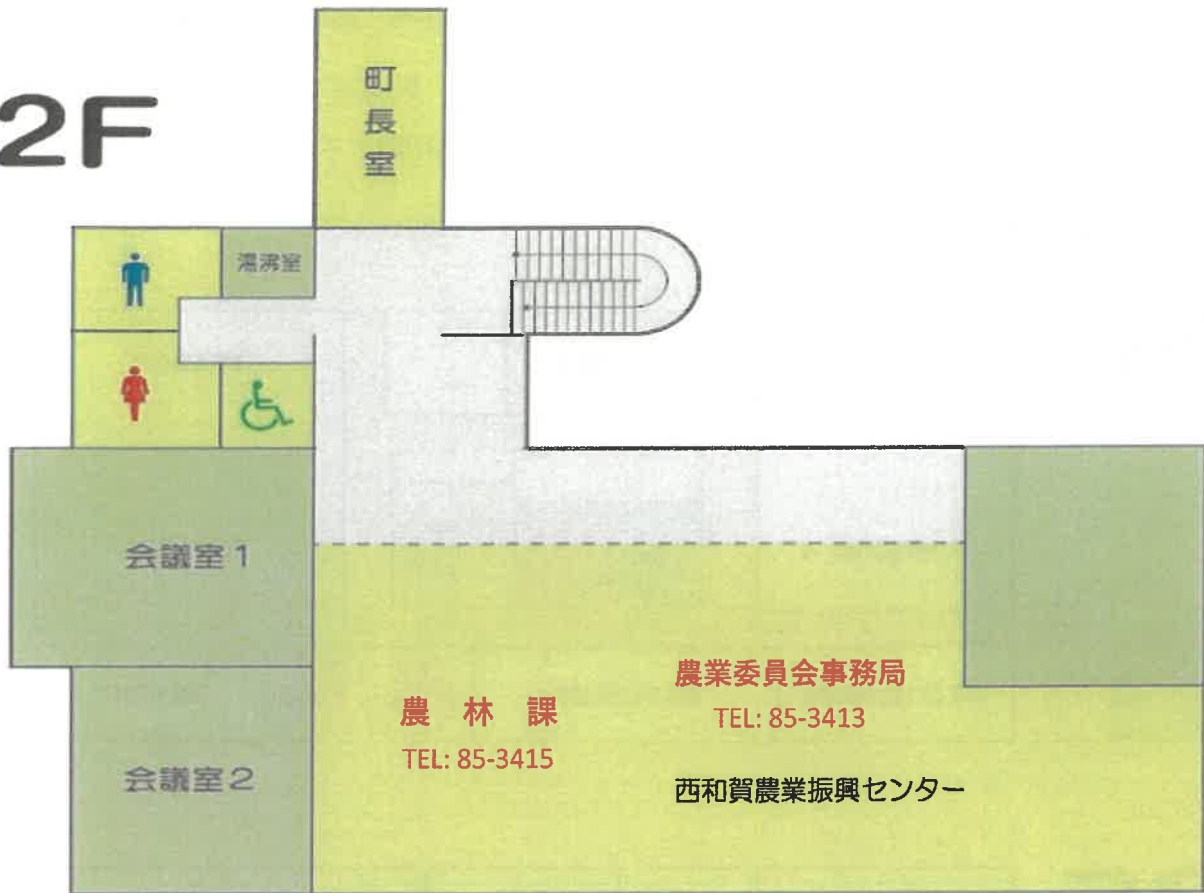 2F
町長室
湯沸室
会議室1
会議室2
農林課
TEL: 85-3415
農業委員会事務局
TEL: 85-3413
西和賀農業振興センター